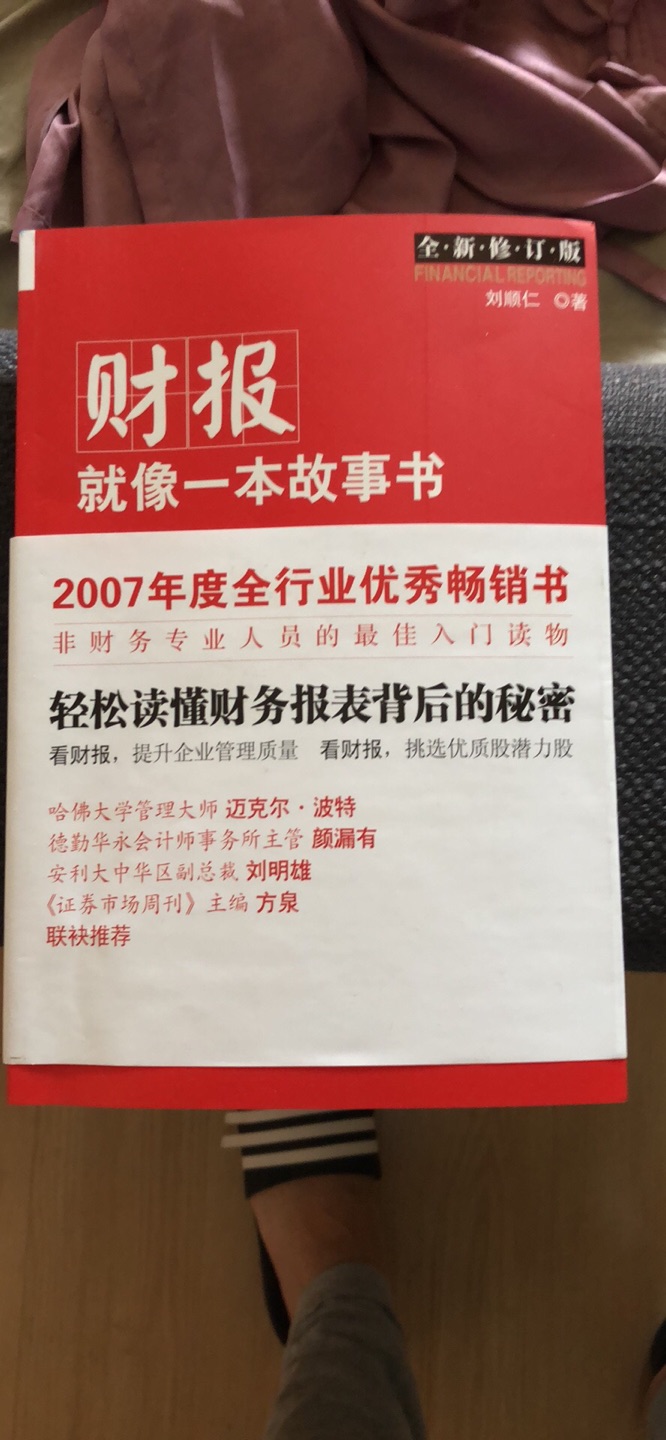 全·新·修·订·版
FINANCIAL REPORTING
刘顺仁 ◎著
财报
就像一本故事书
2007年度全行业优秀畅销书
非财务专业人员的最佳入门读物
轻松读懂财务报表背后的秘密
看财报，提升企业管理质量 看财报，挑选优质股潜力股
哈佛大学管理大师 迈克尔·波特
德勤华永会计师事务所主管 颜漏有
安利大中华区副总裁 刘明雄
《证券市场周刊》主编 方泉
联袂推荐